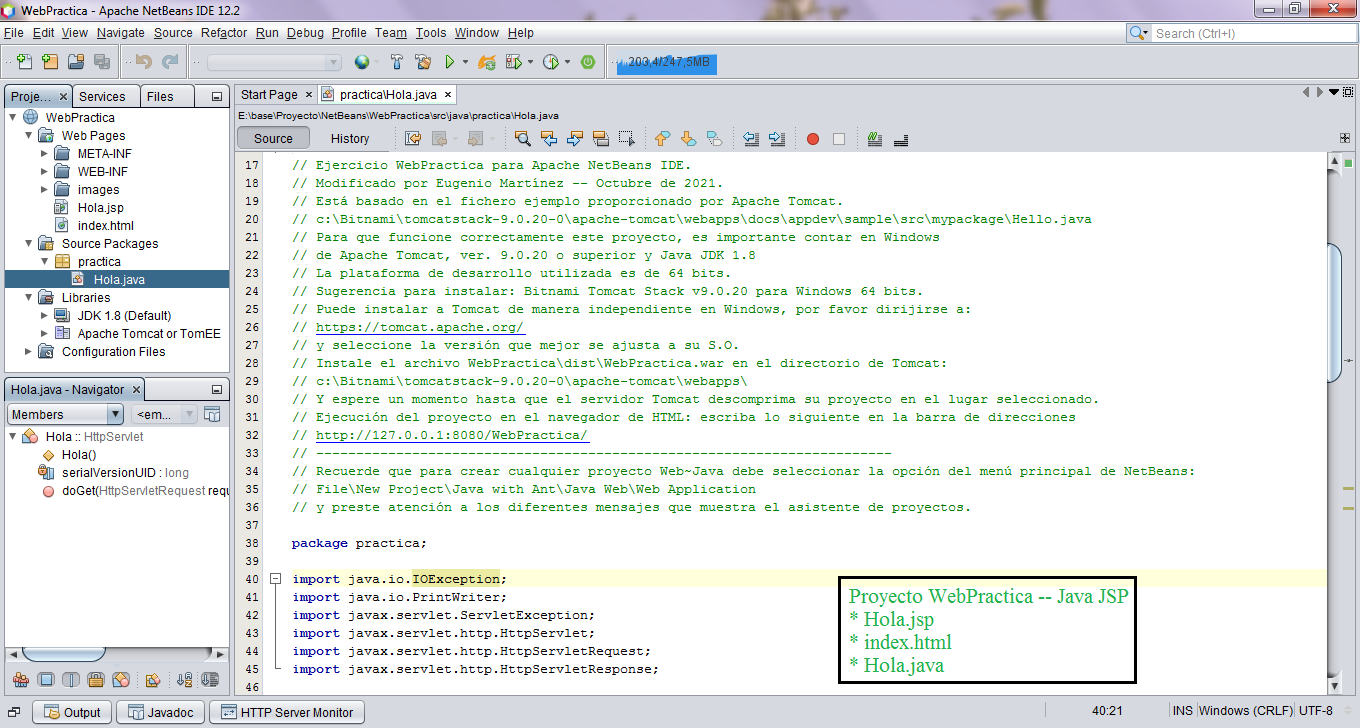 WebPractica - Apache NetBeans IDE 12.2
File Edit View Navigate Source Refactor Run Debug Profile Team Tools Window Help
Search (Ctrl+I)
200,4/247,5MB
Proje... × Services Files
WebPractica
Web Pages
META-INF
WEB-INF
images
Hola.jsp
index.html
Source Packages
practica
Hola.java
Libraries
JDK 1.8 (Default)
Apache Tomcat or TomEE
Configuration Files
Hola.java - Navigator ×
Members
<em...
Hola :: HttpServlet
Hola()
serialVersionUID : long
doGet(HttpServletRequest requ
Start Page × practica\Hola.java ×
E:\base\Proyecto\NetBeans\WebPractica\src\java\practica\Hola.java
Source History
17 // Ejercicio WebPractica para Apache NetBeans IDE.
18 // Modificado por Eugenio Martínez -- Octubre de 2021.
19 // Está basado en el fichero ejemplo proporcionado por Apache Tomcat.
20 // c:\Bitnami\tomcatstack-9.0.20-0\apache-tomcat\webapps\docs\appdev\sample\src\mypackage\Hello.java
21 // Para que funcione correctamente este proyecto, es importante contar en Windows
22 // de Apache Tomcat, ver. 9.0.20 o superior y Java JDK 1.8
23 // La plataforma de desarrollo utilizada es de 64 bits.
24 // Sugerencia para instalar: Bitnami Tomcat Stack v9.0.20 para Windows 64 bits.
25 // Puede instalar a Tomcat de manera independiente en Windows, por favor dirijirse a:
26 // https://tomcat.apache.org/
27 // y seleccione la versión que mejor se ajusta a su S.O.
28 // Instale el archivo WebPractica\dist\WebPractica.war en el directorio de Tomcat:
29 // c:\Bitnami\tomcatstack-9.0.20-0\apache-tomcat\webapps\
30 // Y espere un momento hasta que el servidor Tomcat descomprima su proyecto en el lugar seleccionado.
31 // Ejecución del proyecto en el navegador de HTML: escriba lo siguiente en la barra de direcciones
32 // http://127.0.0.1:8080/WebPractica/
33 // ------------------------------------------------------------------------
34 // Recuerde que para crear cualquier proyecto Web~Java debe seleccionar la opción del menú principal de NetBeans:
35 // File\New Project\Java with Ant\Java Web\Web Application
36 // y preste atención a los diferentes mensajes que muestra el asistente de proyectos.
37
38 package practica;
39
40 import java.io.IOException;
41 import java.io.PrintWriter;
42 import javax.servlet.ServletException;
43 import javax.servlet.http.HttpServlet;
44 import javax.servlet.http.HttpServletRequest;
45 import javax.servlet.http.HttpServletResponse;
46
Proyecto WebPractica -- Java JSP
* Hola.jsp
* index.html
* Hola.java
Output Javadoc HTTP Server Monitor
40:21 INS Windows (CRLF) UTF-8